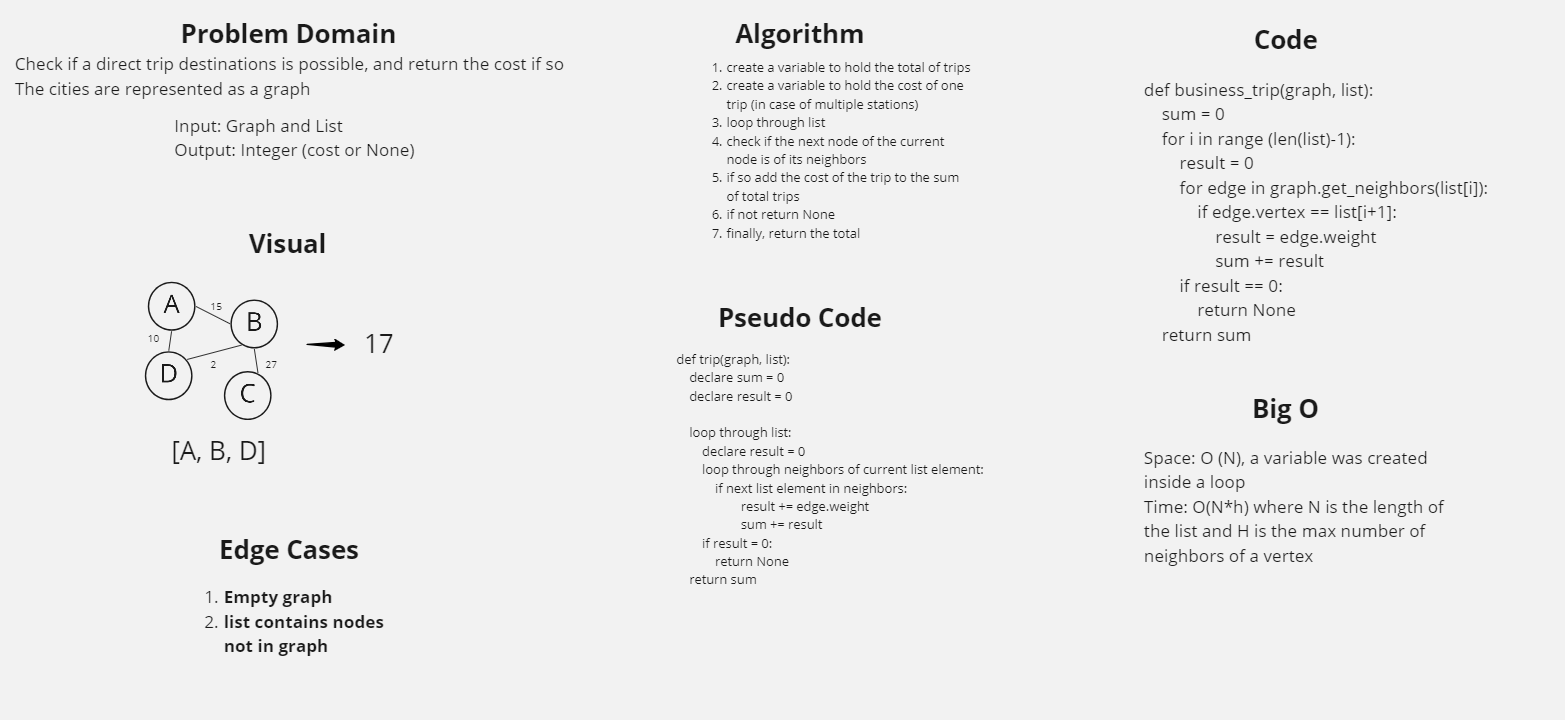 Problem Domain
Check if a direct trip destinations is possible, and return the cost if so
The cities are represented as a graph
Input: Graph and List
Output: Integer (cost or None)
Visual
A
15
B
10
D
2
27
C
17
[A, B, D]
Edge Cases
1. Empty graph
2. list contains nodes
not in graph
Algorithm
1. create a variable to hold the total of trips
2. create a variable to hold the cost of one
trip (in case of multiple stations)
3. loop through list
4. check if the next node of the current
node is of its neighbors
5. if so add the cost of the trip to the sum
of total trips
6. if not return None
7. finally, return the total
Pseudo Code
def trip(graph, list):
declare sum = 0
declare result = 0
loop through list:
declare result = 0
loop through neighbors of current list element:
if next list element in neighbors:
result += edge.weight
sum += result
if result = 0:
return None
return sum
Code
def business_trip(graph, list):
sum = 0
for i in range (len(list)-1):
result = 0
for edge in graph.get_neighbors(list[i]):
if edge.vertex == list[i+1]:
result = edge.weight
sum += result
if result == 0:
return None
return sum
Big O
Space: O (N), a variable was created
inside a loop
Time: O(N*h) where N is the length of
the list and H is the max number of
neighbors of a vertex